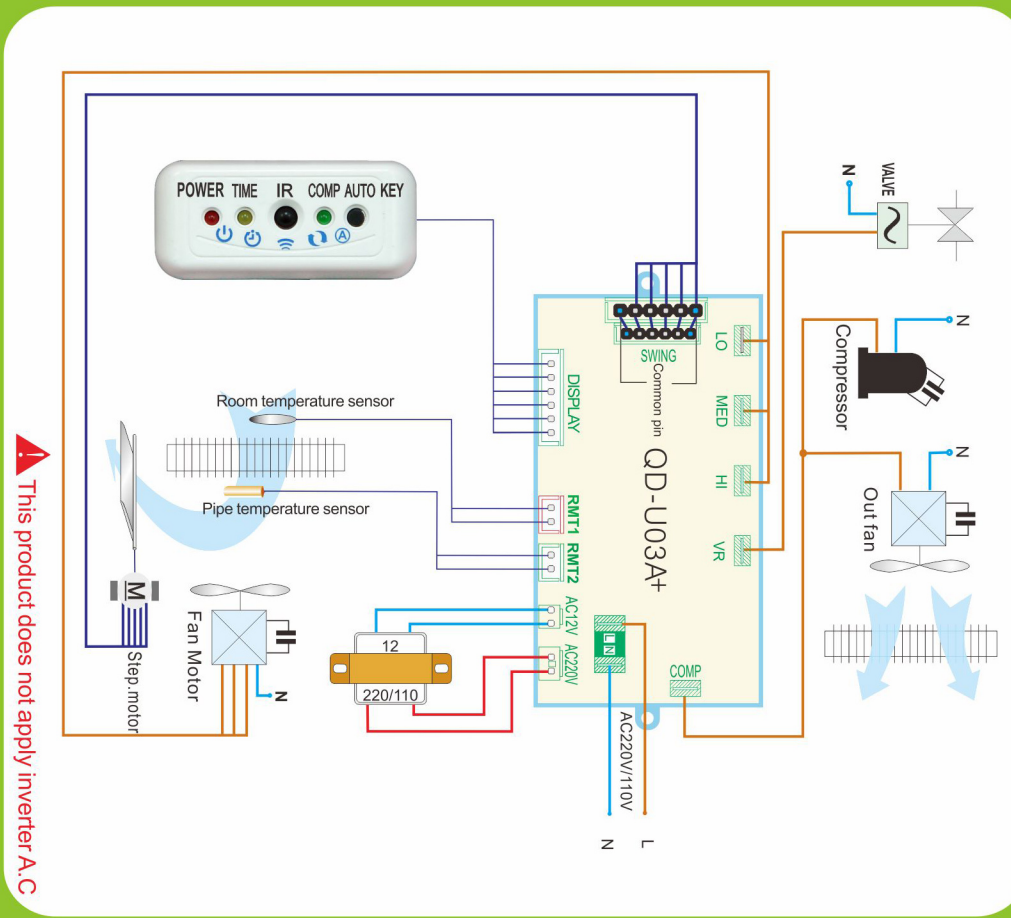 POWER TIME IR COMP AUTO KEY
A
N
VALVE
N
Compressor
N
Out fan
LO
MED
HI
VR
COMP
SWING
Common pin
QD-U03A+
DISPLAY
RMT1
RMT2
AC12V
AC220V
L N
AC220V/110V
N
L
Room temperature sensor
Pipe temperature sensor
12
220/110
M
Step.motor
Fan Motor
N
! This product does not apply inverter A.C